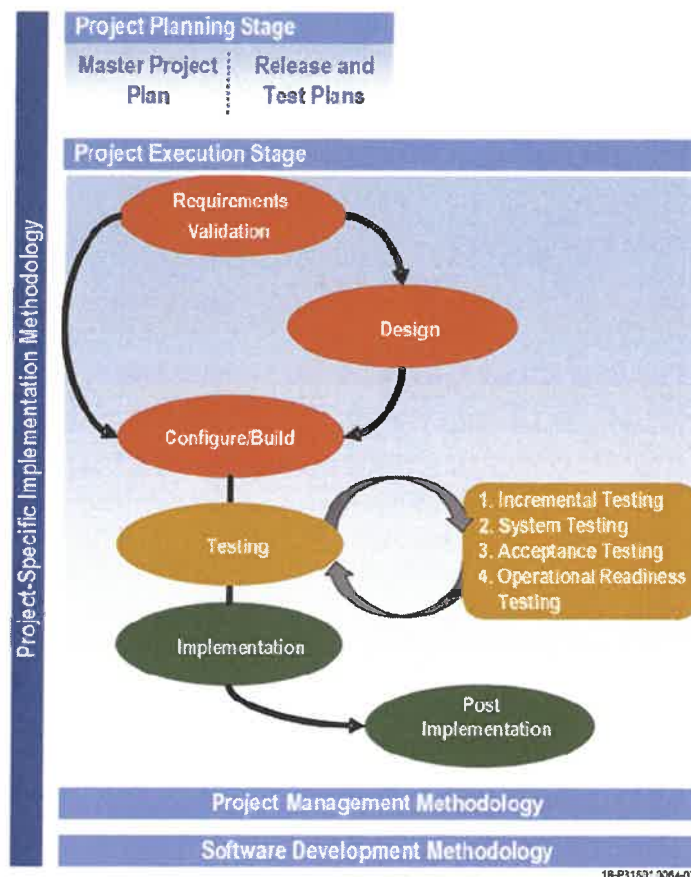 Project Planning Stage
Master Project
Plan
Release and
Test Plans
Project Execution Stage
Project-Specific Implementation Methodology
Requirements
Validation
Design
Configure/Build
Testing
1. Incremental Testing
2. System Testing
3. Acceptance Testing
4. Operational Readiness
Testing
Implementation
Post
Implementation
Project Management Methodology
Software Development Methodology